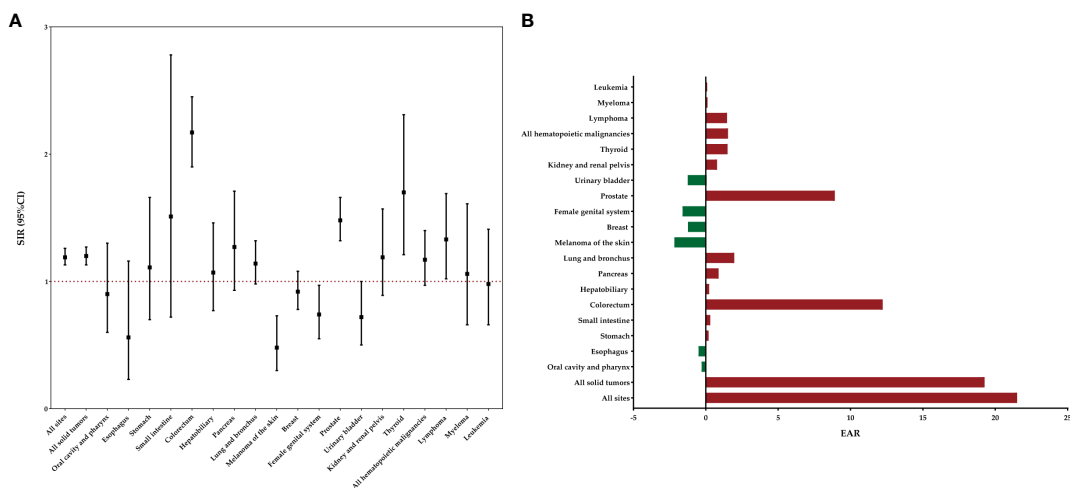 A
SIR (95%CI)
3
2
1
0
All sites
All solid tumors
Oral cavity and pharynx
Esophagus
Stomach
Small intestine
Colorectum
Hepatobiliary
Pancreas
Lung and bronchus
Melanoma of the skin
Breast
Female genital system
Prostate
Urinary bladder
Kidney and renal pelvis
Thyroid
All hematopoietic malignancies
Lymphoma
Myeloma
Leukemia
B
Leukemia
Myeloma
Lymphoma
All hematopoietic malignancies
Thyroid
Kidney and renal pelvis
Urinary bladder
Prostate
Female genital system
Breast
Melanoma of the skin
Lung and bronchus
Pancreas
Hepatobiliary
Colorectum
Small intestine
Stomach
Esophagus
Oral cavity and pharynx
All solid tumors
All sites
-5 0 5 10 15 20 25
EAR